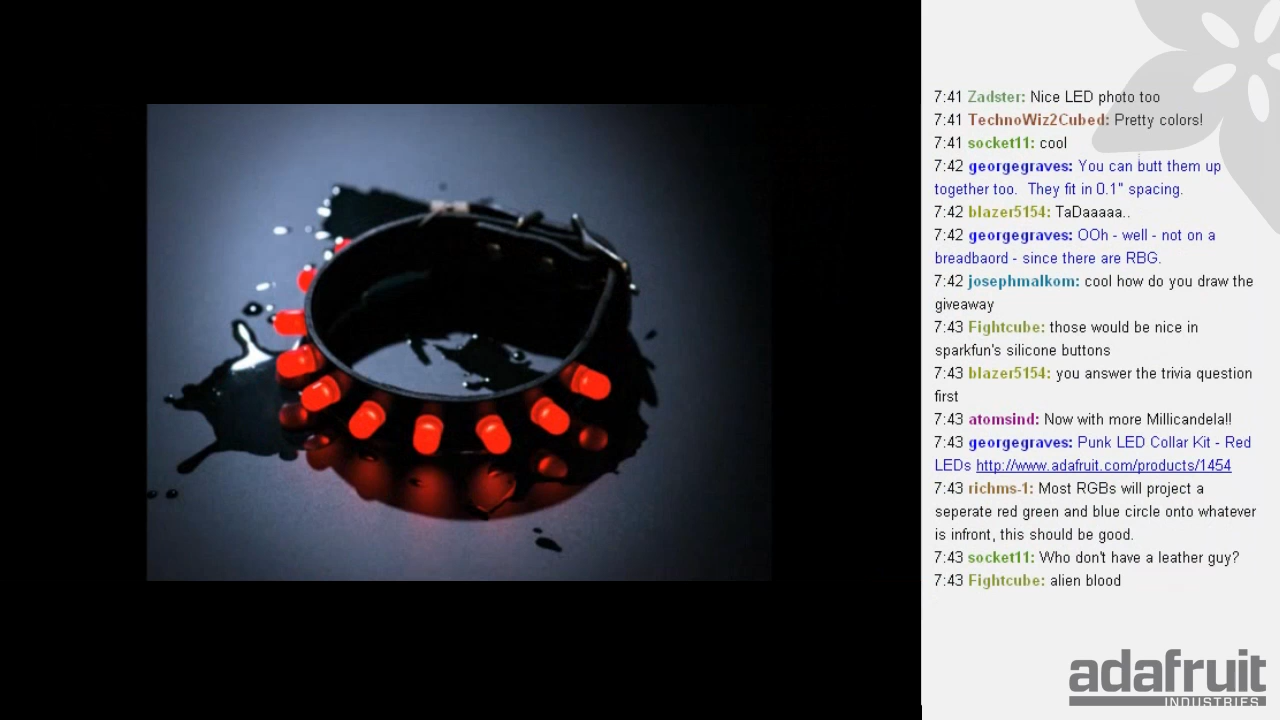 7:41 Zadster: Nice LED photo too
7:41 TechnoWiz2Cubed: Pretty colors!
7:41 socket11: cool
7:42 georgegraves: You can butt them up
together too. They fit in 0.1" spacing.
7:42 blazer5154: TaDaaaaa..
7:42 georgegraves: OOh - well - not on a
breadbaord - since there are RBG.
7:42 josephmalkom: cool how do you draw the
giveaway
7:43 Fightcube: those would be nice in
sparkfun's silicone buttons
7:43 blazer5154: you answer the trivia question
first
7:43 atomsind: Now with more Millicandela!!
7:43 georgegraves: Punk LED Collar Kit - Red
LEDs http://www.adafruit.com/products/1454
7:43 richms-1: Most RGBs will project a
seperate red green and blue circle onto whatever
is infront, this should be good.
7:43 socket11: Who don't have a leather guy?
7:43 Fightcube: alien blood
adafruit
INDUSTRIES